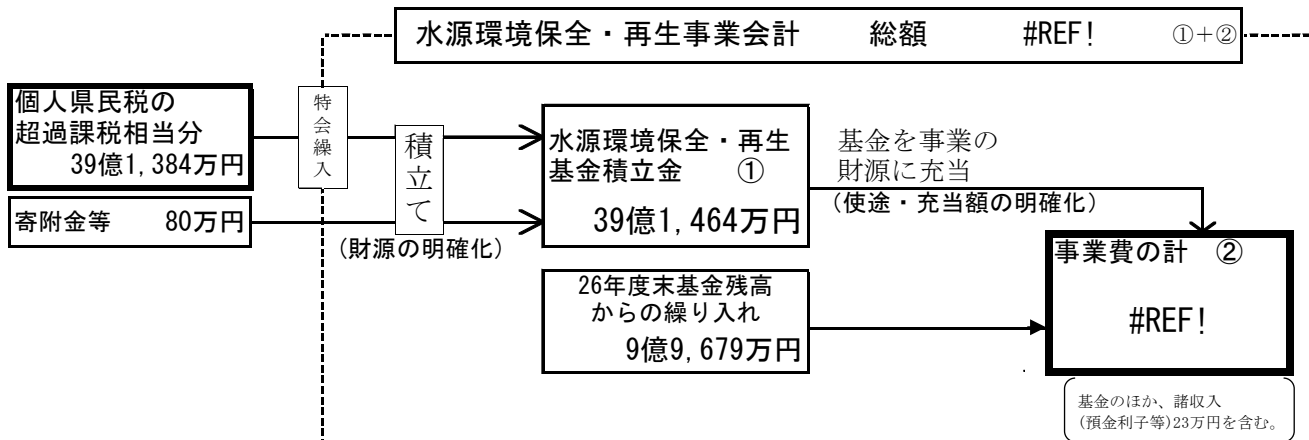 水源環境保全・再生事業会計　総額　#REF!　①+②
個人県民税の
超過課税相当分
39億1,384万円
特会繰入
積立て
水源環境保全・再生
基金積立金　①
39億1,464万円
基金を事業の
財源に充当
(使途・充当額の明確化)
寄附金等　80万円
(財源の明確化)
26年度末基金残高
からの繰り入れ
9億9,679万円
事業費の計　②
#REF!
基金のほか、諸収入
(預金利子等)23万円を含む。